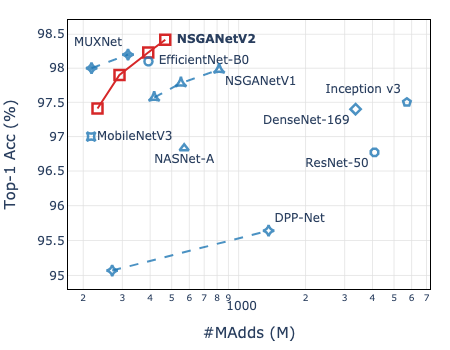 98.5
98
97.5
97
96.5
96
95.5
95
Top-1 Acc (%)
MUXNet
NSGANetV2
EfficientNet-B0
NSGANetV1
Inception v3
DenseNet-169
MobileNetV3
NASNet-A
ResNet-50
DPP-Net
2 3 4 5 6 7 8 9 1000 2 3 4 5 6 7
#MAdds (M)